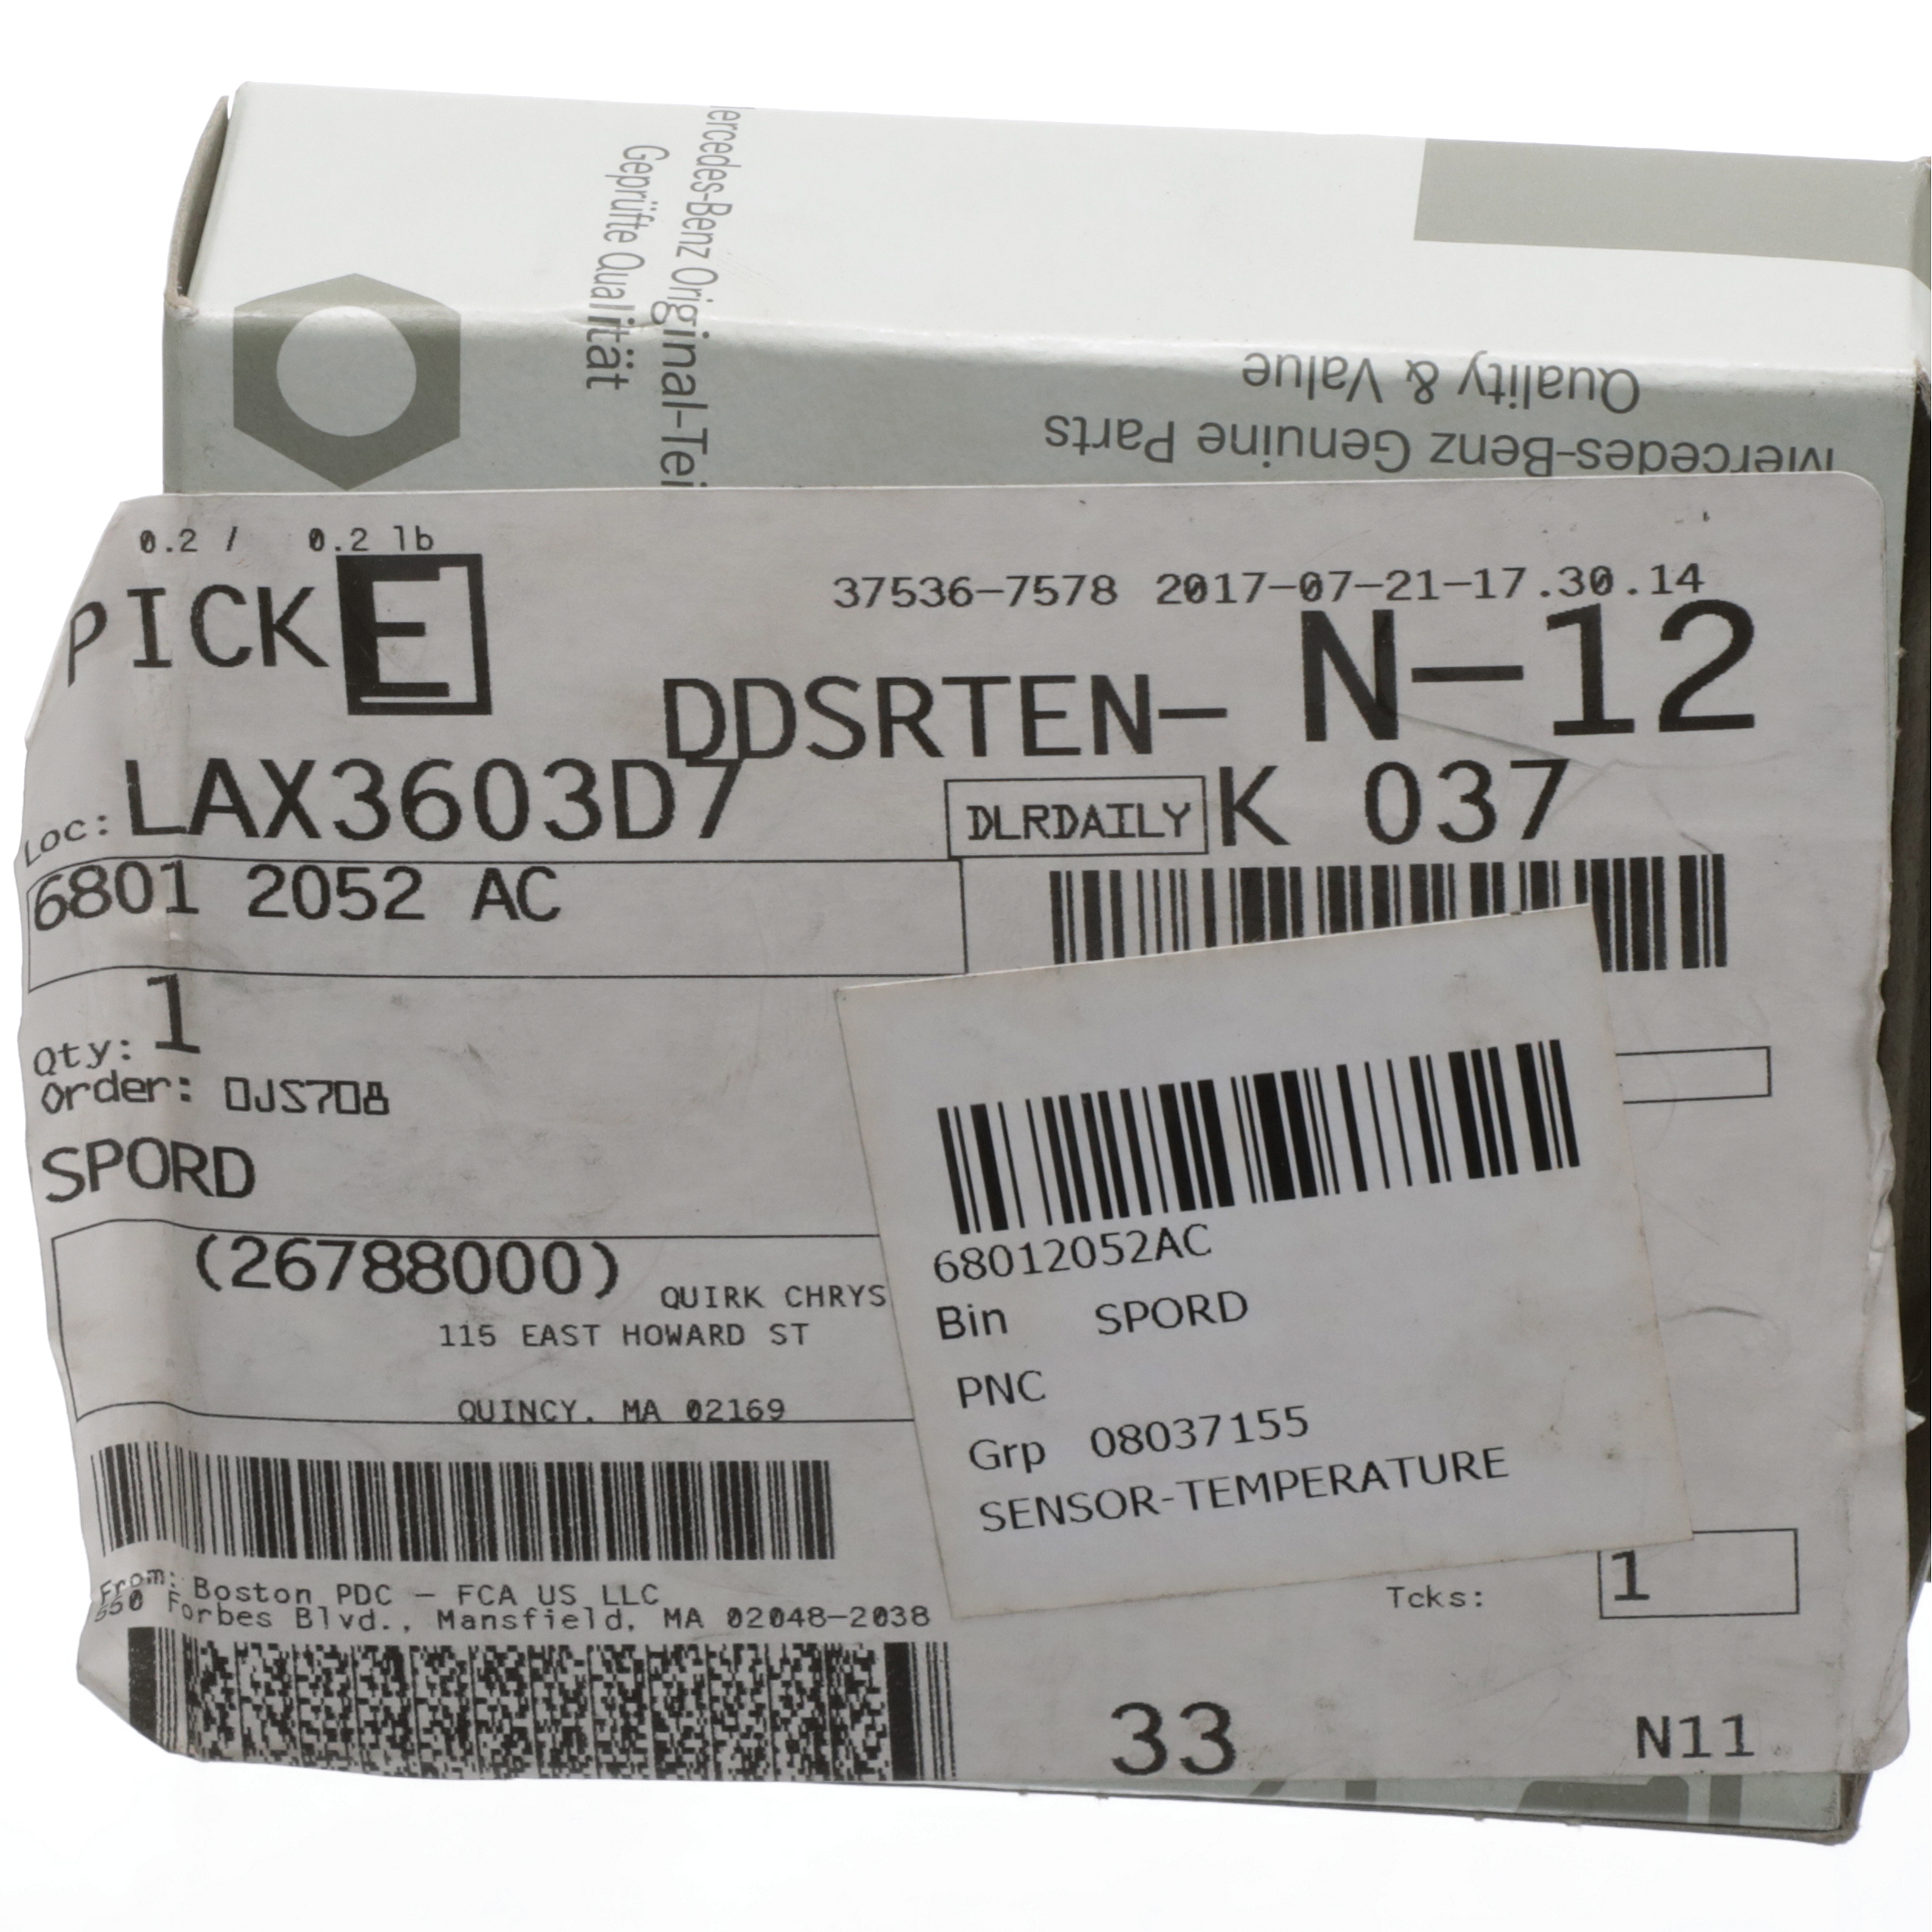 Mercedes-Benz Original-Tei
Geprüfte Qualität
Mercedes-Benz Genuine Parts
Quality & Value
0.2 / 0.2 lb
PICK E
37536-7578 2017-07-21-17.30.14
DDSRTEN- N-12
Loc: LAX3603D7
DLRDAILY K 037
6801 2052 AC
Qty: 1
Order: OJS708
SPORD
(26788000) QUIRK CHRYS
115 EAST HOWARD ST
QUINCY, MA 02169
From: Boston PDC - FCA US LLC
550 Forbes Blvd., Mansfield, MA 02048-2038
68012052AC
Bin SPORD
PNC
Grp 08037155
SENSOR-TEMPERATURE
Tcks: 1
33
N11